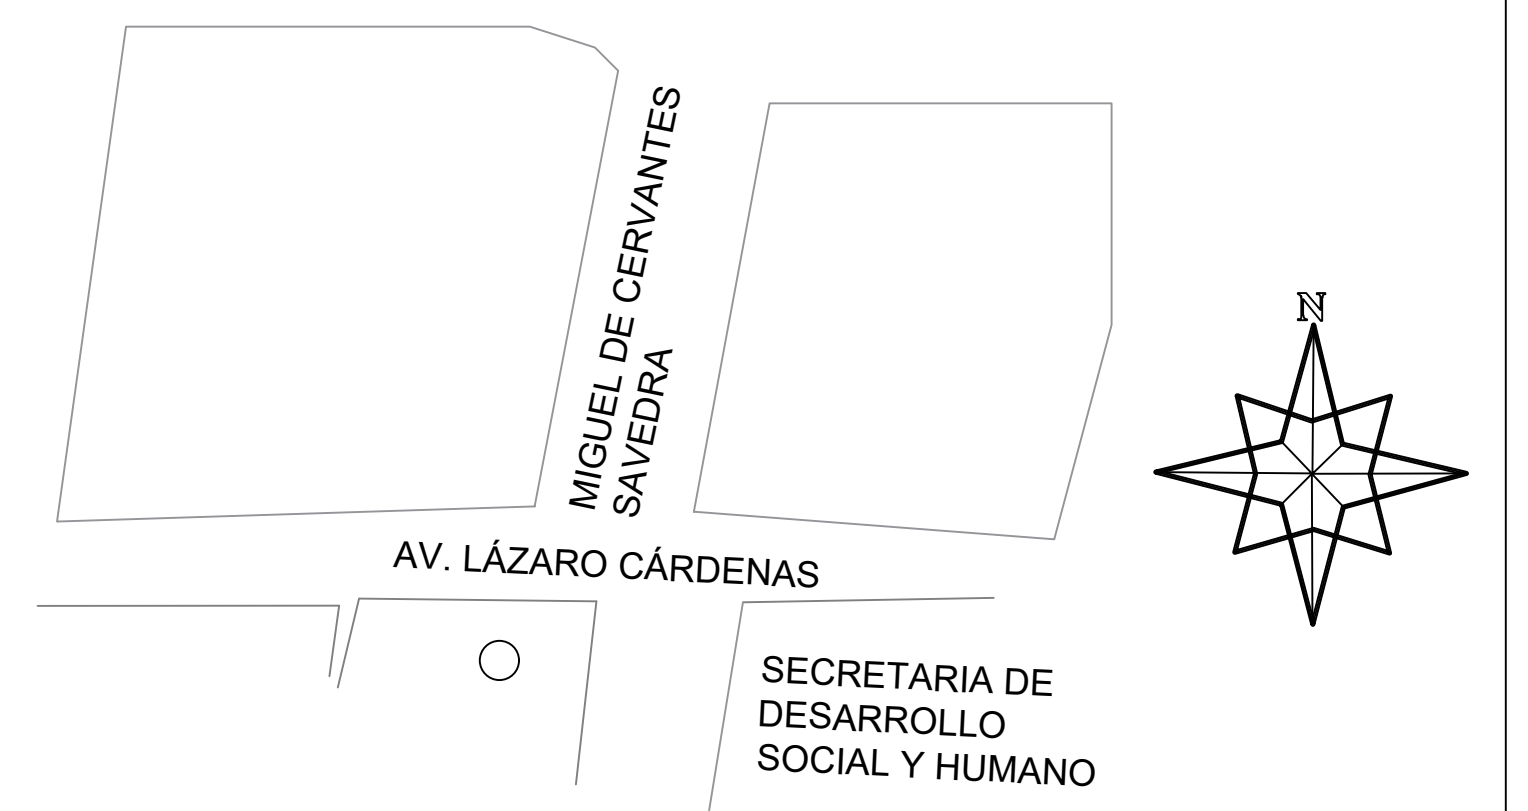 MIGUEL DE CERVANTES
SAVEDRA
N
AV. LÁZARO CÁRDENAS
SECRETARIA DE
DESARROLLO
SOCIAL Y HUMANO